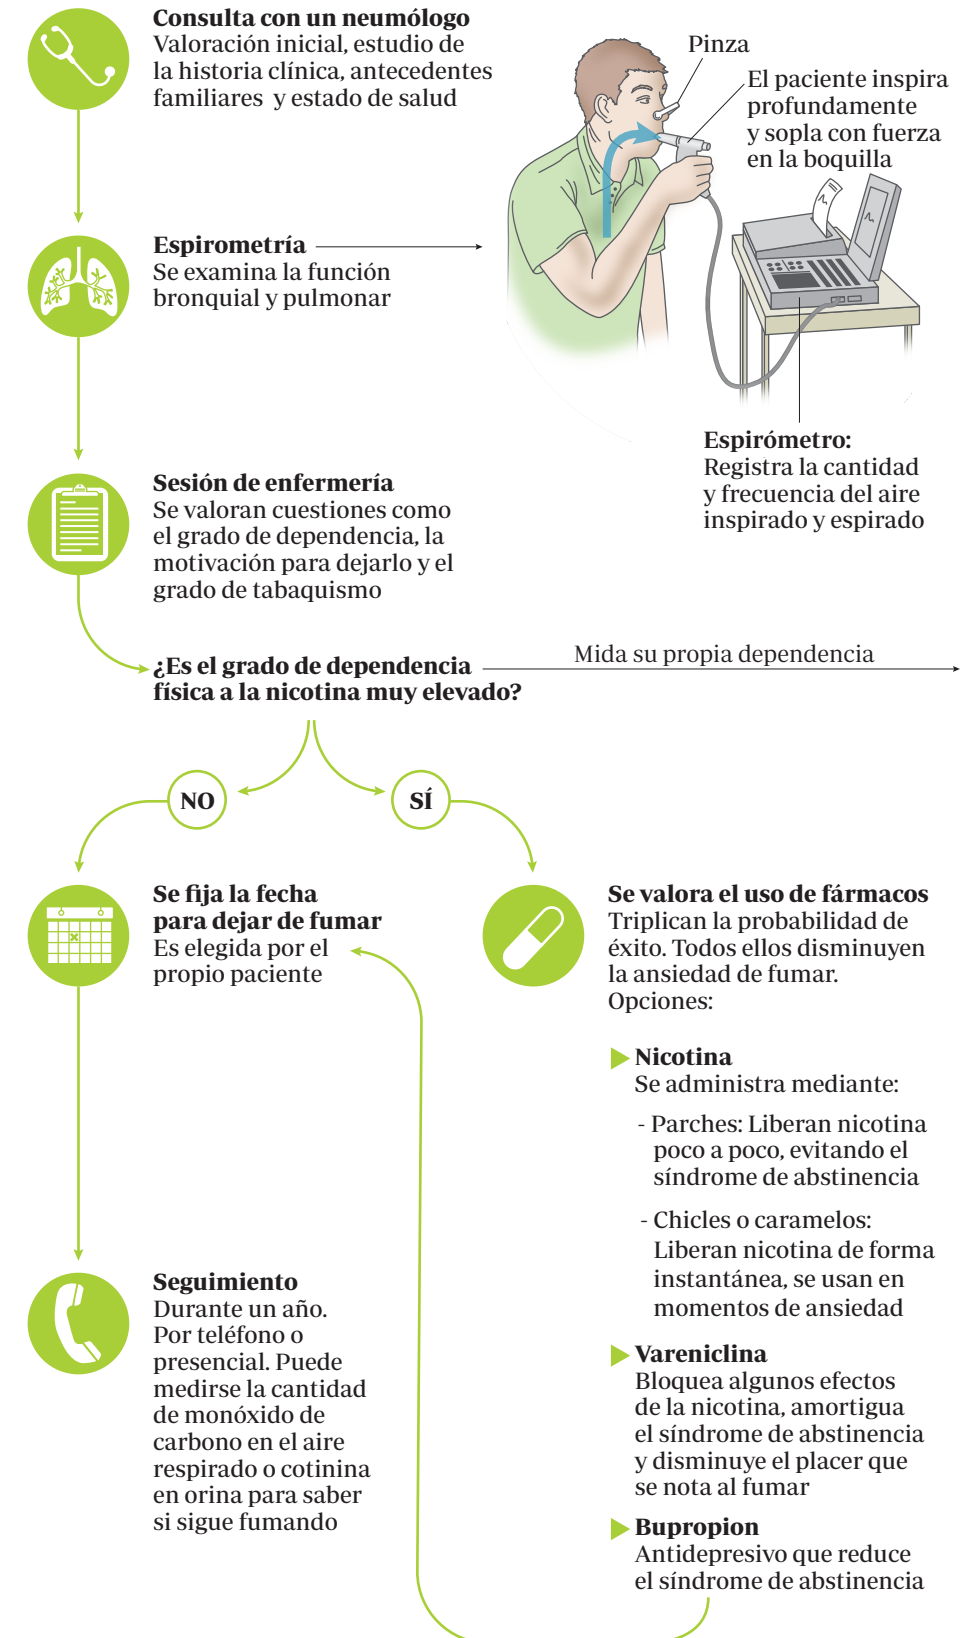 Consulta con un neumólogo
Valoración inicial, estudio de
la historia clínica, antecedentes
familiares y estado de salud
Pinza
El paciente inspira
profundamente
y sopla con fuerza
en la boquilla
Espirometría
Se examina la función
bronquial y pulmonar
Espirómetro:
Registra la cantidad
y frecuencia del aire
inspirado y espirado
Sesión de enfermería
Se valoran cuestiones como
el grado de dependencia, la
motivación para dejarlo y el
grado de tabaquismo
¿Es el grado de dependencia
física a la nicotina muy elevado?
Mida su propia dependencia
NO
SÍ
Se fija la fecha
para dejar de fumar
Es elegida por el
propio paciente
Se valora el uso de fármacos
Triplican la probabilidad de
éxito. Todos ellos disminuyen
la ansiedad de fumar.
Opciones:
Nicotina
Se administra mediante:
- Parches: Liberan nicotina
poco a poco, evitando el
síndrome de abstinencia
- Chicles o caramelos:
Liberan nicotina de forma
instantánea, se usan en
momentos de ansiedad
Vareniclina
Bloquea algunos efectos
de la nicotina, amortigua
el síndrome de abstinencia
y disminuye el placer que
se nota al fumar
Bupropion
Antidepresivo que reduce
el síndrome de abstinencia
Seguimiento
Durante un año.
Por teléfono o
presencial. Puede
medirse la cantidad
de monóxido de
carbono en el aire
respirado o cotinina
en orina para saber
si sigue fumando